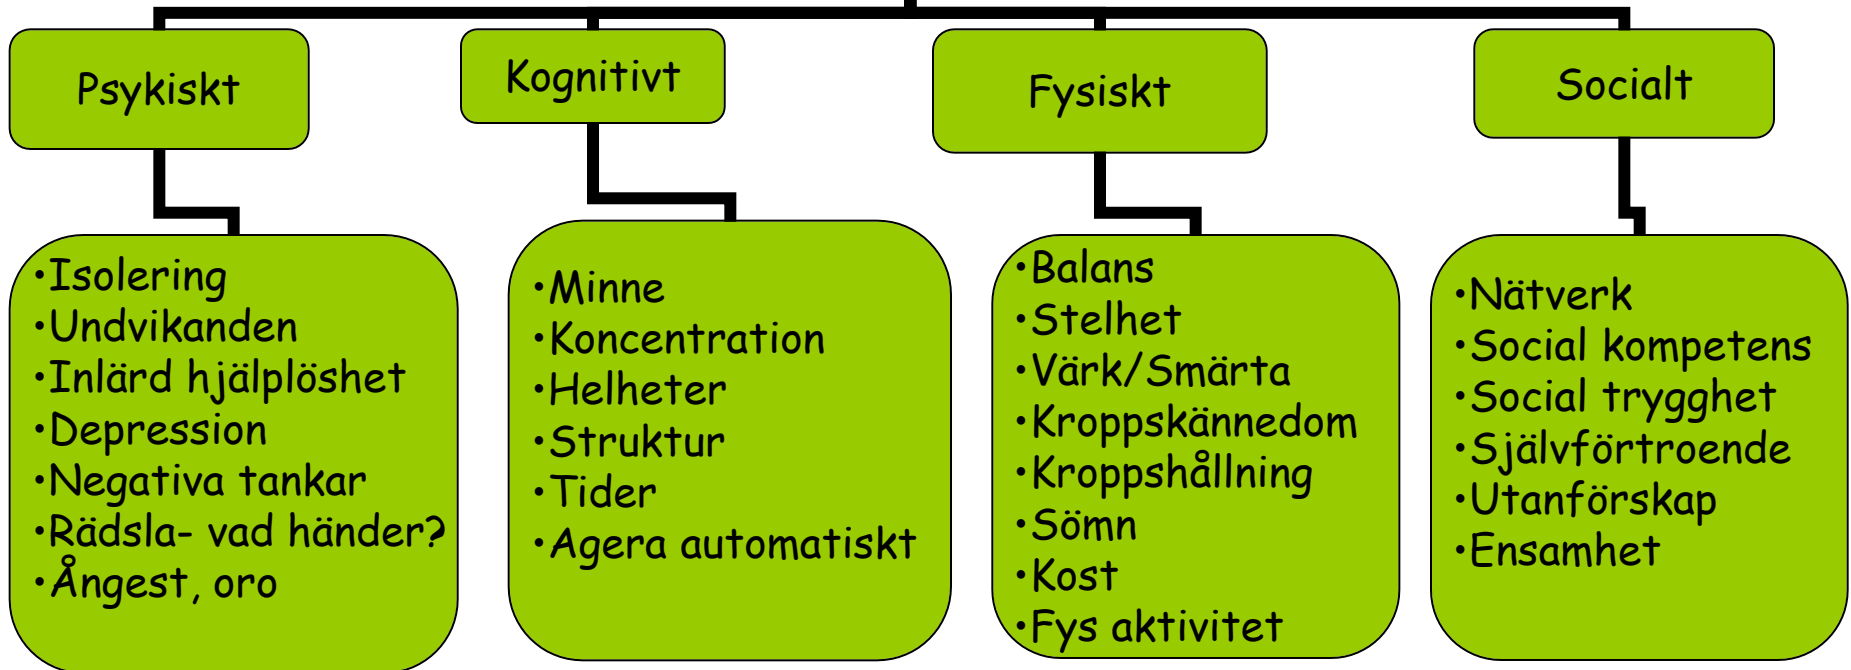 Psykiskt
Kognitivt
Fysiskt
Socialt
•Isolering
•Undvikanden
•Inlärd hjälplöshet
•Depression
•Negativa tankar
•Rädsla- vad händer?
•Ångest, oro
•Minne
•Koncentration
•Helheter
•Struktur
•Tider
•Agera automatiskt
•Balans
•Stelhet
•Värk/Smärta
•Kroppskännedom
•Kroppshållning
•Sömn
•Kost
•Fys aktivitet
•Nätverk
•Social kompetens
•Social trygghet
•Självförtroende
•Utanförskap
•Ensamhet